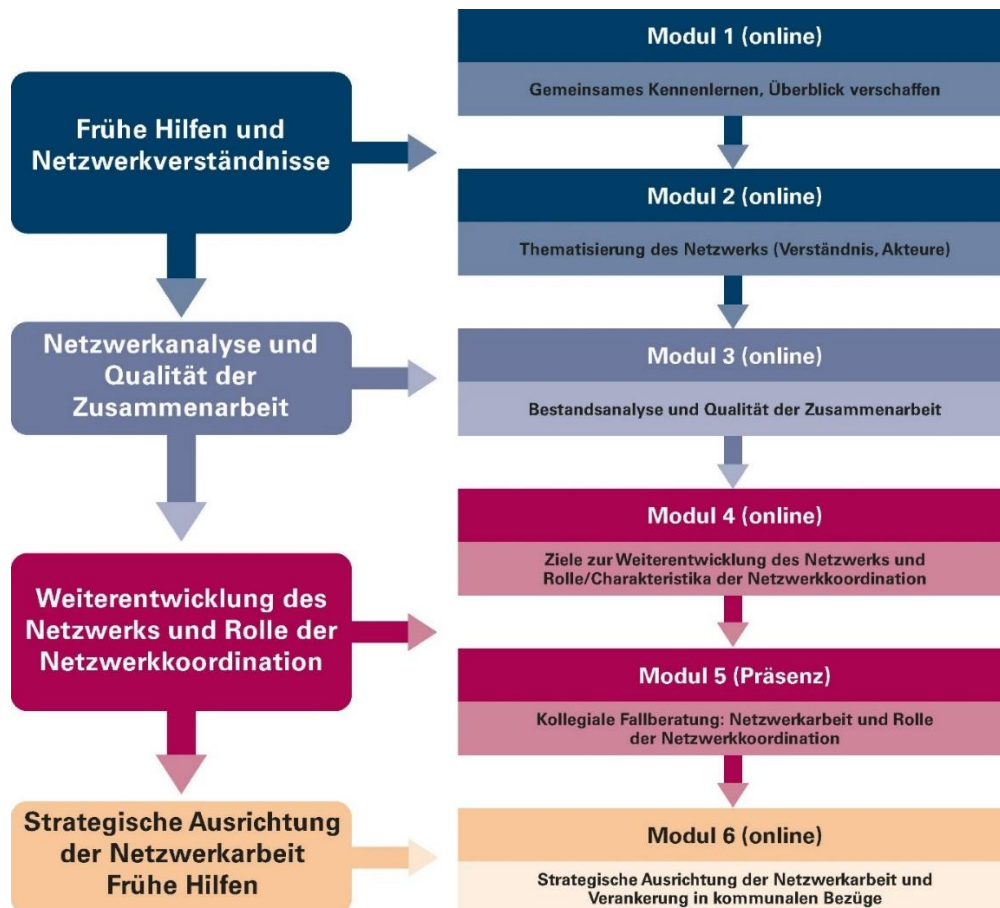 Frühe Hilfen und
Netzwerkverständnisse
Netzwerkanalyse und
Qualität der
Zusammenarbeit
Weiterentwicklung des
Netzwerks und Rolle der
Netzwerkkoordination
Strategische Ausrichtung
der Netzwerkarbeit
Frühe Hilfen
Modul 1 (online)
Gemeinsames Kennenlernen, Überblick verschaffen
Modul 2 (online)
Thematisierung des Netzwerks (Verständnis, Akteure)
Modul 3 (online)
Bestandsanalyse und Qualität der Zusammenarbeit
Modul 4 (online)
Ziele zur Weiterentwicklung des Netzwerks und
Rolle/Charakteristika der Netzwerkkoordination
Modul 5 (Präsenz)
Kollegiale Fallberatung: Netzwerkarbeit und Rolle
der Netzwerkkoordination
Modul 6 (online)
Strategische Ausrichtung der Netzwerkarbeit und
Verankerung in kommunalen Bezüge